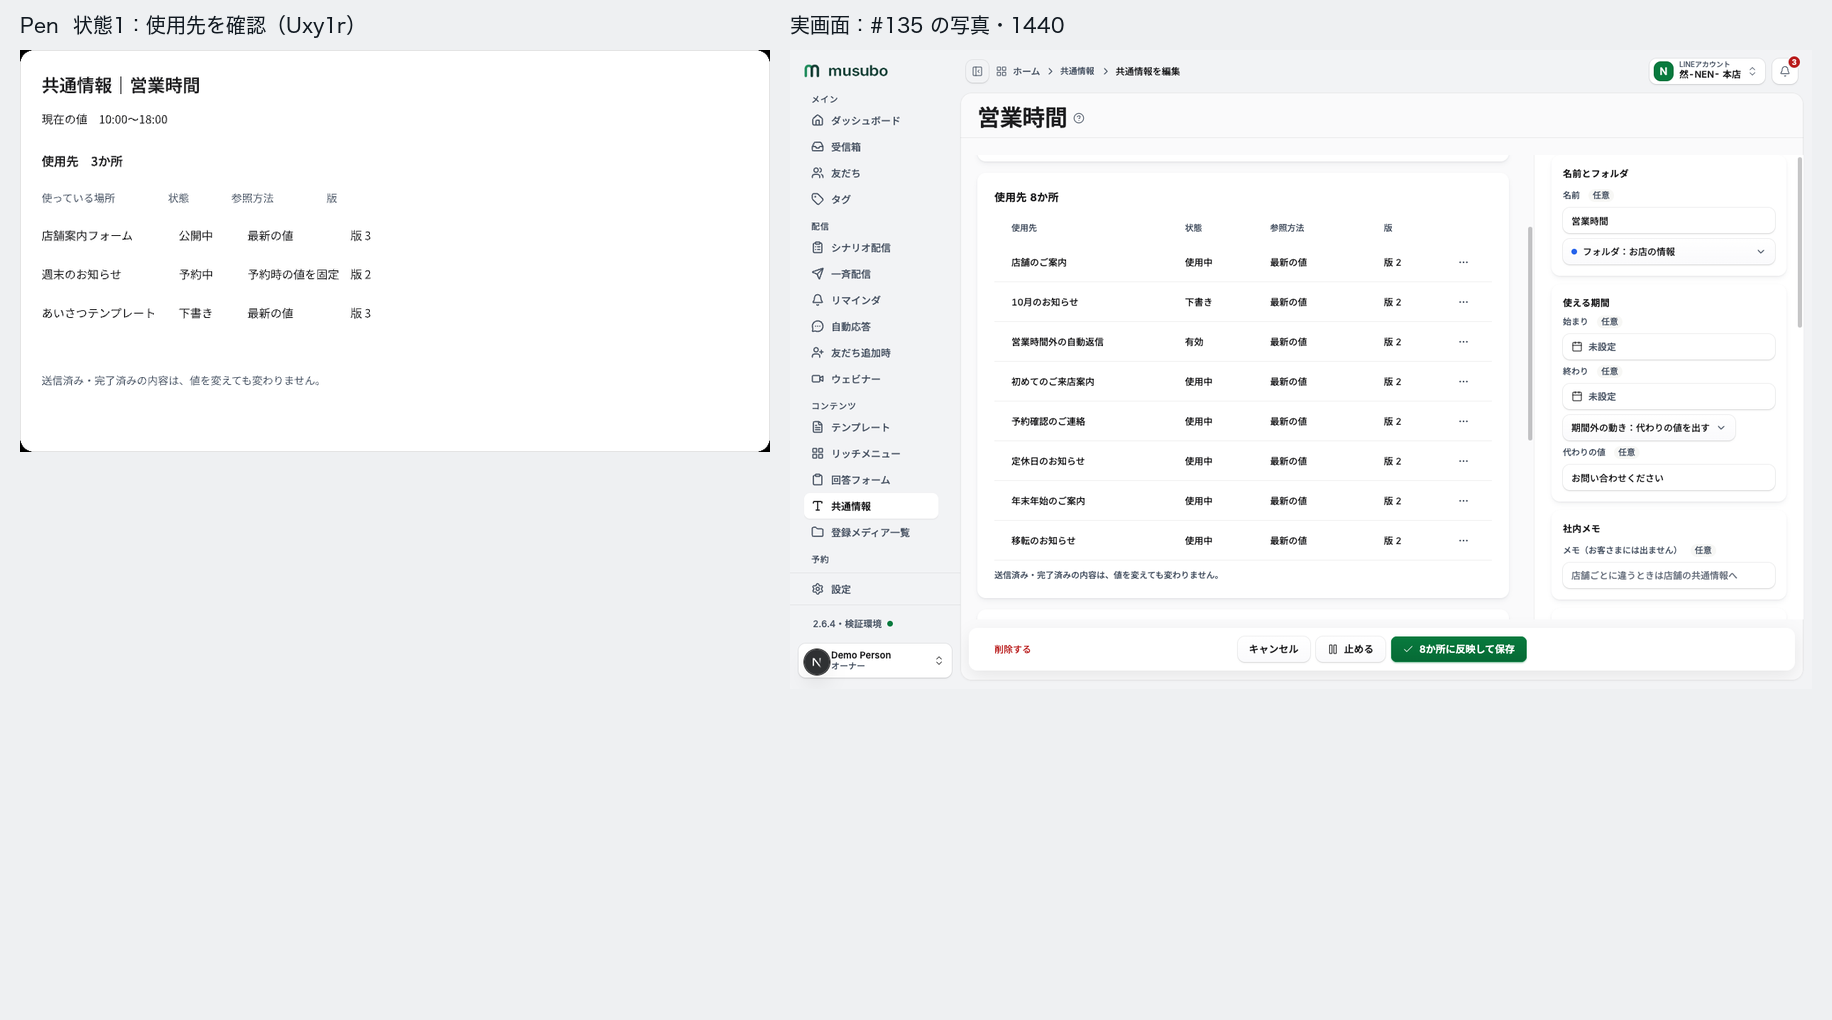 Pen 状態1：使用先を確認（Uxy1r）
共通情報｜営業時間
現在の値 10:00〜18:00
使用先 3か所
使っている場所 状態 参照方法 版
店舗案内フォーム 公開中 最新の値 版 3
週末のお知らせ 予約中 予約時の値を固定 版 2
あいさつテンプレート 下書き 最新の値 版 3
送信済み・完了済みの内容は、値を変えても変わりません。
実画面：#135 の写真・1440
musubo
メイン
ダッシュボード
受信箱
友だち
タグ
配信
シナリオ配信
一斉配信
リマインダ
自動応答
友だち追加時
ウェビナー
コンテンツ
テンプレート
リッチメニュー
回答フォーム
共通情報
登録メディア一覧
予約
設定
2.6.4・検証環境
N
Demo Person
オーナー
ホーム 共通情報 共通情報を編集
N
LINEアカウント
然-NEN- 本店
3
営業時間
使用先 8か所
使用先 状態 参照方法 版
店舗のご案内 使用中 最新の値 版 2 …
10月のお知らせ 下書き 最新の値 版 2 …
営業時間外の自動返信 有効 最新の値 版 2 …
初めてのご来店案内 使用中 最新の値 版 2 …
予約確認のご連絡 使用中 最新の値 版 2 …
定休日のお知らせ 使用中 最新の値 版 2 …
年末年始のご案内 使用中 最新の値 版 2 …
移転のお知らせ 使用中 最新の値 版 2 …
送信済み・完了済みの内容は、値を変えても変わりません。
名前とフォルダ
名前 任意
営業時間
フォルダ：お店の情報
使える期間
始まり 任意
未設定
終わり 任意
未設定
期間外の動き：代わりの値を出す
代わりの値 任意
お問い合わせください
社内メモ
メモ（お客さまには出ません） 任意
店舗ごとに違うときは店舗の共通情報へ
削除する
キャンセル
止める
8か所に反映して保存